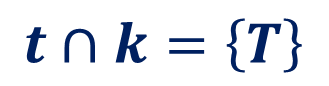 t ∩ k = {T}